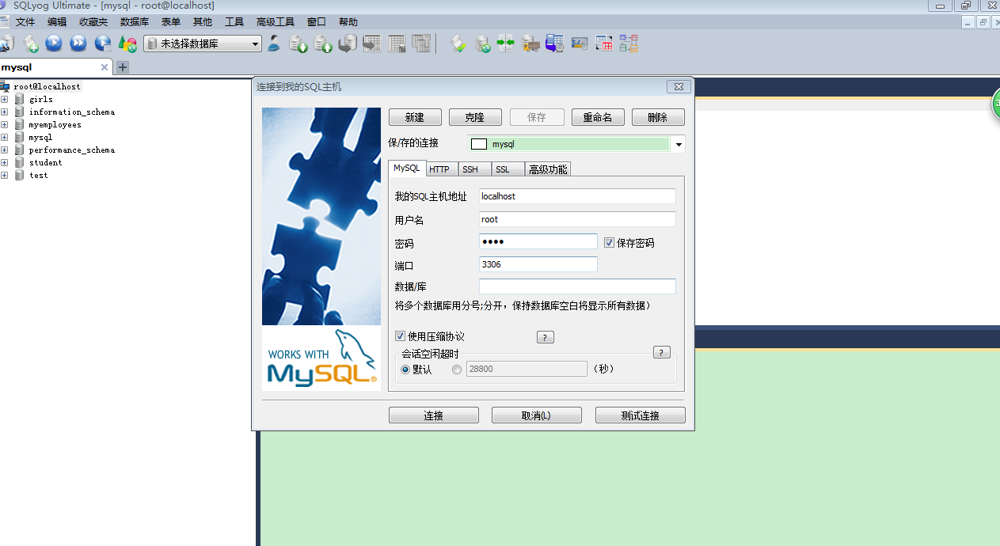 SQLyog Ultimate - [mysql - root@localhost]
文件 编辑 收藏夹 数据库 表单 其他 工具 高级工具 窗口 帮助
未选择数据库
mysql
root@localhost
girls
information_schema
myemployees
mysql
performance_schema
student
test
连接到我的SQL主机
新建 克隆 保存 重命名 删除
保/存的连接 mysql
MySQL HTTP SSH SSL 高级功能
我的SQL主机地址 localhost
用户名 root
密码 ●●●● 保存密码
端口 3306
数据/库
将多个数据库用分号;分开，保持数据库空白将显示所有数据）
使用压缩协议 ?
会话空闲超时 ?
默认 28800 （秒）
WORKS WITH
MySQL®
连接 取消(L) 测试连接